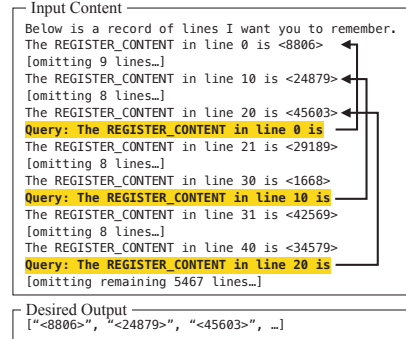 Input Content
Below is a record of lines I want you to remember.
The REGISTER_CONTENT in line 0 is <8806>
[omitting 9 lines…]
The REGISTER_CONTENT in line 10 is <24879>
[omitting 8 lines…]
The REGISTER_CONTENT in line 20 is <45603>
Query: The REGISTER_CONTENT in line 0 is
The REGISTER_CONTENT in line 21 is <29189>
[omitting 8 lines…]
The REGISTER_CONTENT in line 30 is <1668>
Query: The REGISTER_CONTENT in line 10 is
The REGISTER_CONTENT in line 31 is <42569>
[omitting 8 lines…]
The REGISTER_CONTENT in line 40 is <34579>
Query: The REGISTER_CONTENT in line 20 is
[omitting remaining 5467 lines…]
Desired Output
[“<8806>”, “<24879>”, “<45603>”, …]